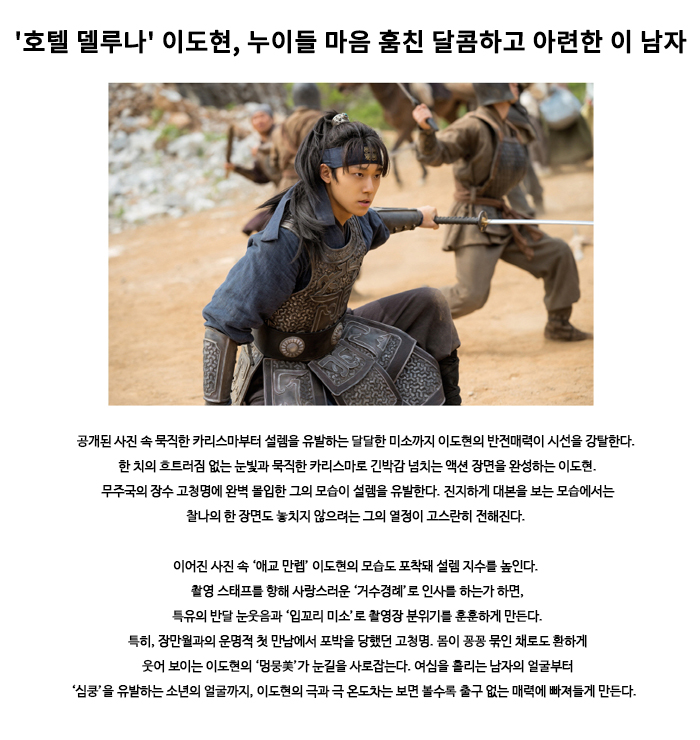 '호텔 델루나' 이도현, 누이들 마음 훔친 달콤하고 아련한 이 남자
공개된 사진 속 묵직한 카리스마부터 설렘을 유발하는 달달한 미소까지 이도현의 반전매력이 시선을 강탈한다.
한 치의 흐트러짐 없는 눈빛과 묵직한 카리스마로 긴박감 넘치는 액션 장면을 완성하는 이도현.
무주국의 장수 고청명에 완벽 몰입한 그의 모습이 설렘을 유발한다. 진지하게 대본을 보는 모습에서는
찰나의 한 장면도 놓치지 않으려는 그의 열정이 고스란히 전해진다.
이어진 사진 속 ‘애교 만렙’ 이도현의 모습도 포착돼 설렘 지수를 높인다.
촬영 스태프를 향해 사랑스러운 ‘거수경례’로 인사를 하는가 하면,
특유의 반달 눈웃음과 ‘입꼬리 미소’로 촬영장 분위기를 훈훈하게 만든다.
특히, 장만월과의 운명적 첫 만남에서 포박을 당했던 고청명. 몸이 꽁꽁 묶인 채로도 환하게
웃어 보이는 이도현의 ‘멍뭉美’가 눈길을 사로잡는다. 여심을 홀리는 남자의 얼굴부터
‘심쿵’을 유발하는 소년의 얼굴까지, 이도현의 극과 극 온도차는 보면 볼수록 출구 없는 매력에 빠져들게 만든다.